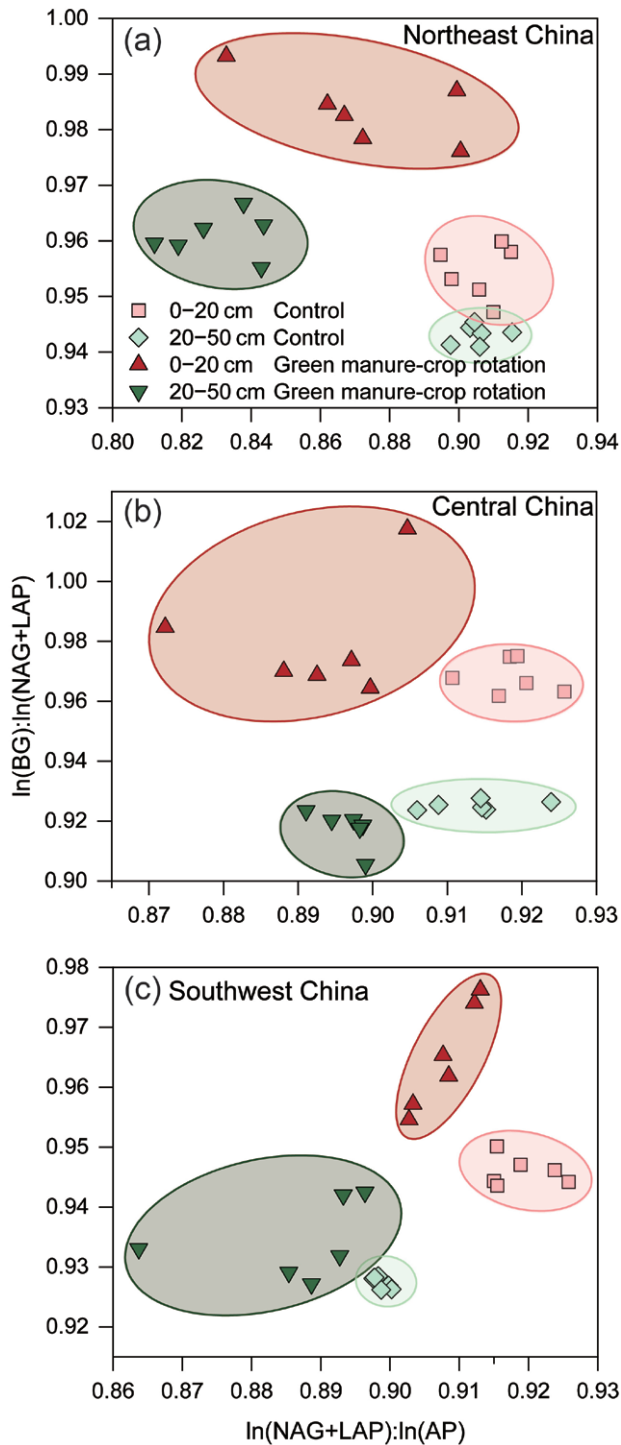 (a) Northeast China
1.00
0.99
0.98
0.97
0.96
0.95
0.94
0.93
0–20 cm Control
20–50 cm Control
0–20 cm Green manure-crop rotation
20–50 cm Green manure-crop rotation
0.80 0.82 0.84 0.86 0.88 0.90 0.92 0.94
(b) Central China
1.02
1.00
0.98
0.96
0.94
0.92
0.90
0.87 0.88 0.89 0.90 0.91 0.92 0.93
ln(BG):ln(NAG+LAP)
(c) Southwest China
0.98
0.97
0.96
0.95
0.94
0.93
0.92
0.86 0.87 0.88 0.89 0.90 0.91 0.92 0.93
ln(NAG+LAP):ln(AP)